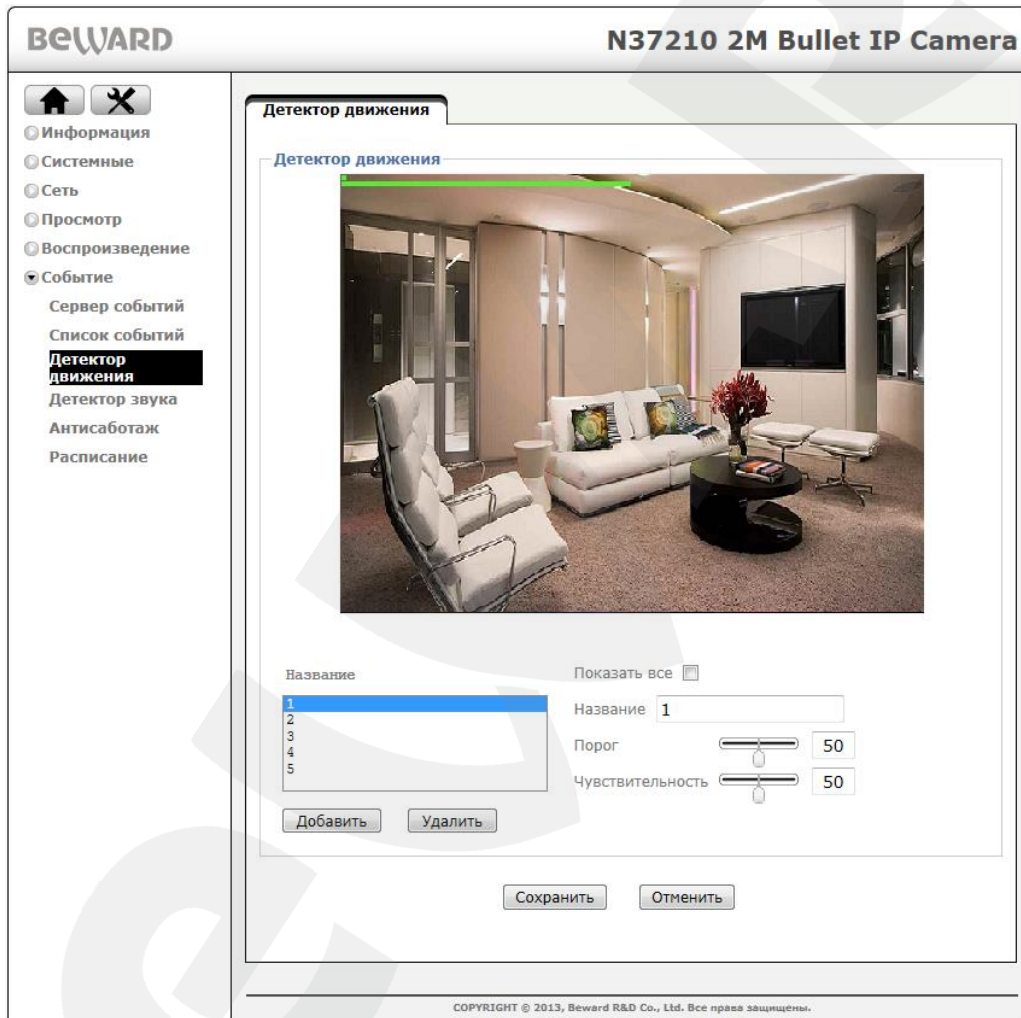 BEWARD
N37210 2M Bullet IP Camera
Информация
Системные
Сеть
Просмотр
Воспроизведение
Событие
Сервер событий
Список событий
Детектор
движения
Детектор звука
Антисаботаж
Расписание
Детектор движения
Детектор движения
Название
1
2
3
4
5
Добавить Удалить
Показать все
Название 1
Порог 50
Чувствительность 50
Сохранить Отменить
COPYRIGHT © 2013, Beward R&D Co., Ltd. Все права защищены.